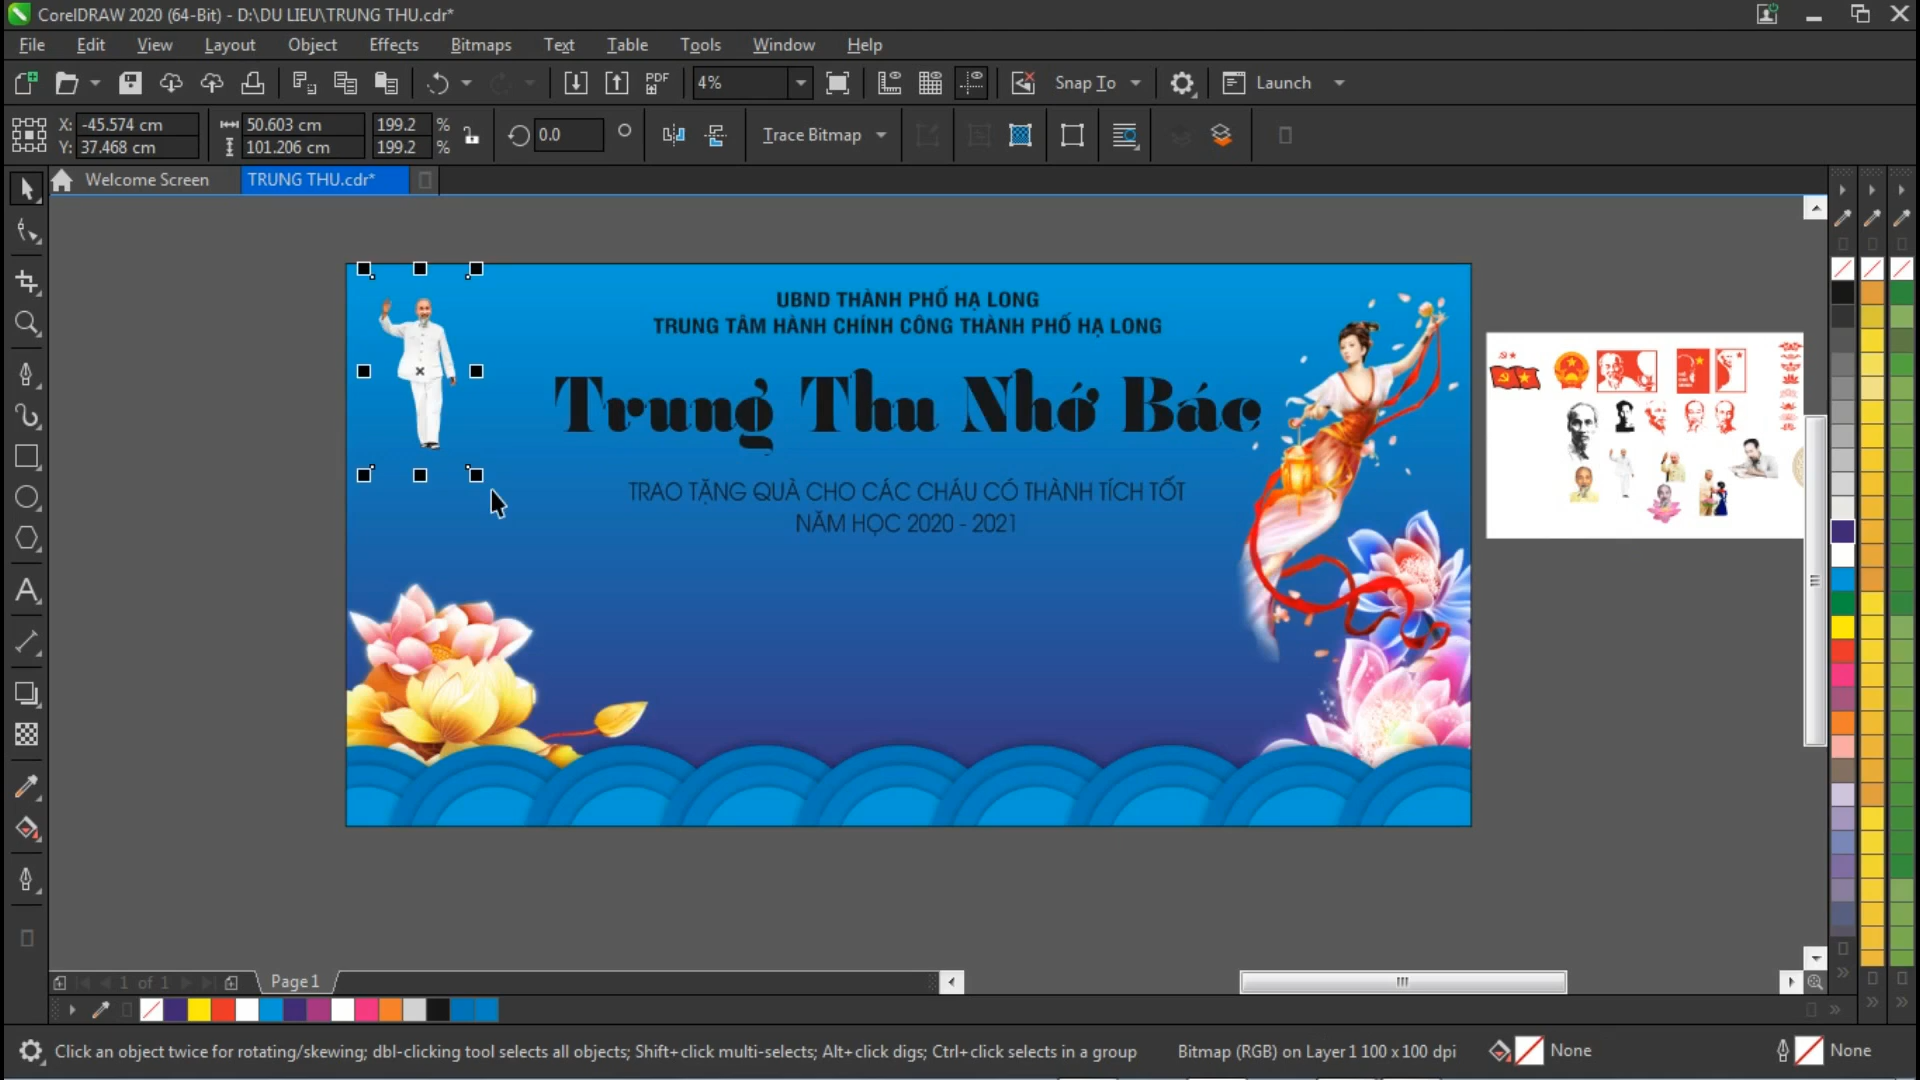 CorelDRAW 2020 (64-Bit) - D:\DU LIEU\TRUNG THU.cdr*
File Edit View Layout Object Effects Bitmaps Text Table Tools Window Help
PDF 4% Snap To Launch
X: -45.574 cm 50.603 cm 199.2 % 0.0 Trace Bitmap
Y: 37.468 cm 101.206 cm 199.2 %
Welcome Screen TRUNG THU.cdr*
UBND THÀNH PHỐ HẠ LONG
TRUNG TÂM HÀNH CHÍNH CÔNG THÀNH PHỐ HẠ LONG
Trung Thu Nhớ Bác
TRAO TẶNG QUÀ CHO CÁC CHÁU CÓ THÀNH TÍCH TỐT
NĂM HỌC 2020 - 2021
1 of 1 Page1
Click an object twice for rotating/skewing; dbl-clicking tool selects all objects; Shift+click multi-selects; Alt+click digs; Ctrl+click selects in a group Bitmap (RGB) on Layer 1 100 x 100 dpi None None